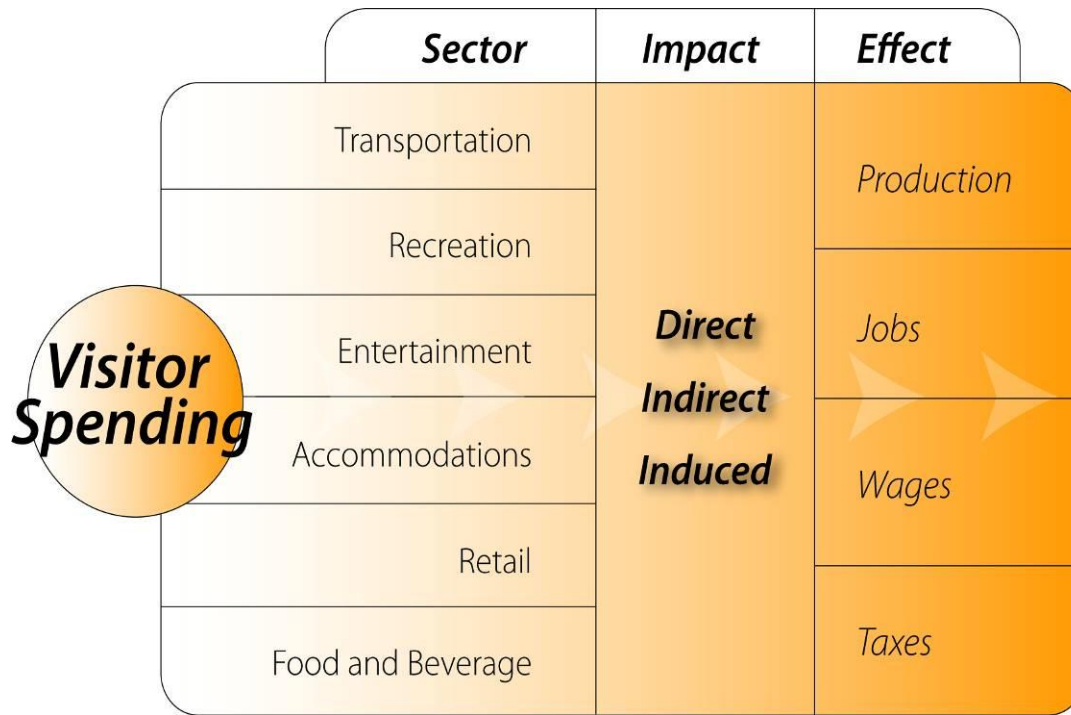 Sector
Impact
Effect
Visitor
Spending
Transportation
Recreation
Entertainment
Accommodations
Retail
Food and Beverage
Direct
Indirect
Induced
Production
Jobs
Wages
Taxes